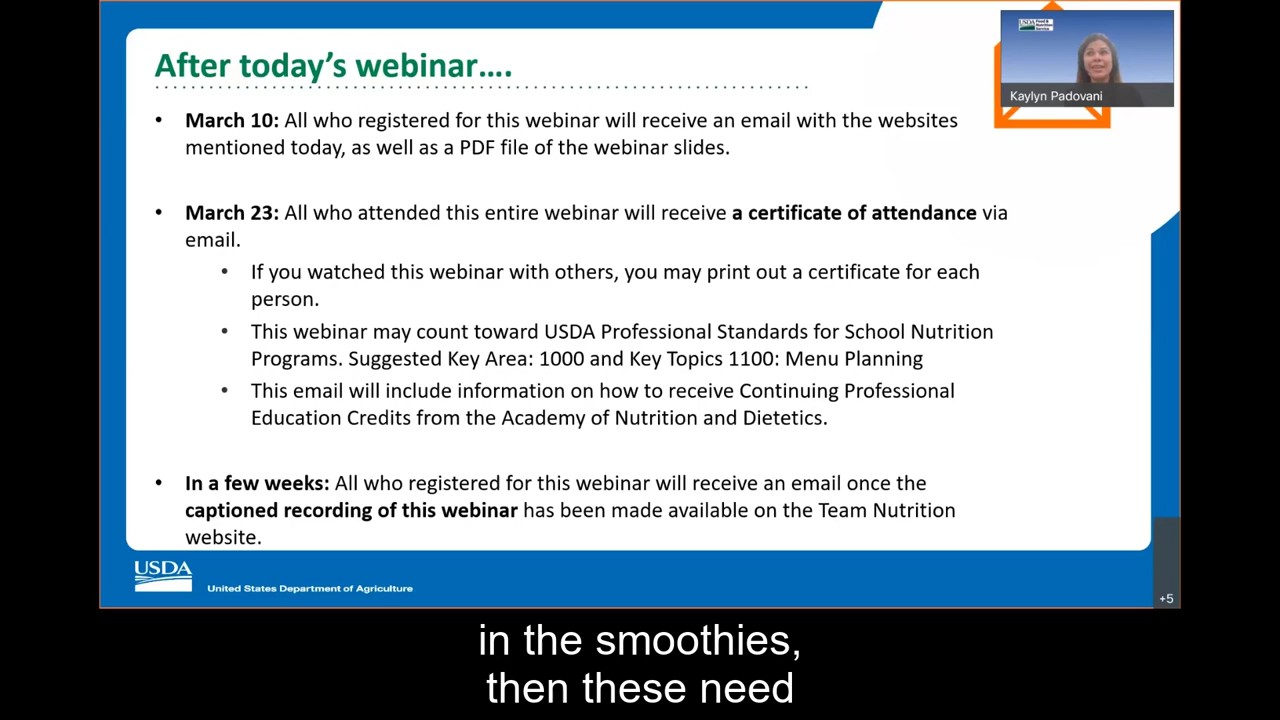 After today's webinar….
Kaylyn Padovani
• March 10: All who registered for this webinar will receive an email with the websites
mentioned today, as well as a PDF file of the webinar slides.
• March 23: All who attended this entire webinar will receive a certificate of attendance via
email.
• If you watched this webinar with others, you may print out a certificate for each
person.
• This webinar may count toward USDA Professional Standards for School Nutrition
Programs. Suggested Key Area: 1000 and Key Topics 1100: Menu Planning
• This email will include information on how to receive Continuing Professional
Education Credits from the Academy of Nutrition and Dietetics.
• In a few weeks: All who registered for this webinar will receive an email once the
captioned recording of this webinar has been made available on the Team Nutrition
website.
USDA
United States Department of Agriculture
+5
in the smoothies,
then these need